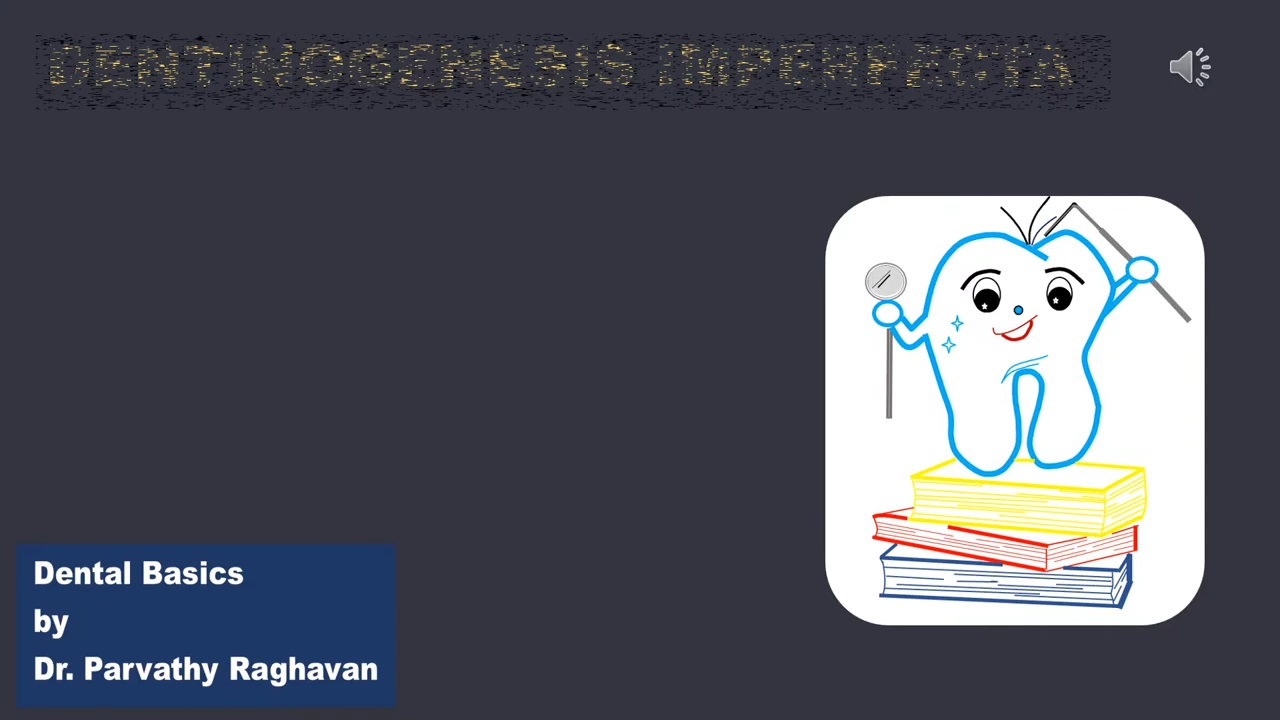 DENTINOGENESIS IMPERFECTA
Dental Basics
by
Dr. Parvathy Raghavan